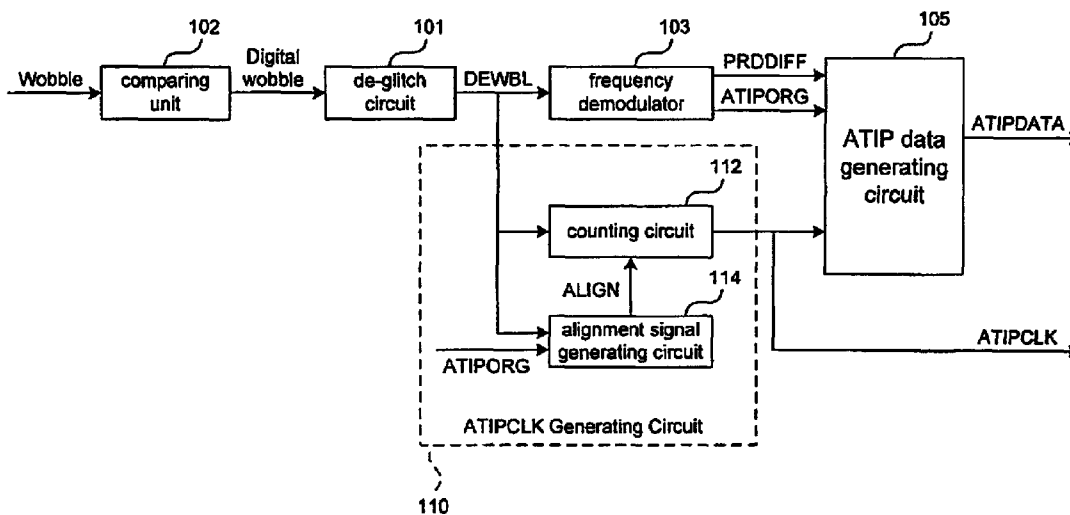 102
101
103
105
Wobble
comparing
unit
Digital
wobble
de-glitch
circuit
DEWBL
frequency
demodulator
PRDDIFF
ATIPORG
ATIP data
generating
circuit
ATIPDATA
112
counting circuit
ALIGN
114
alignment signal
generating circuit
ATIPORG
ATIPCLK
ATIPCLK Generating Circuit
110